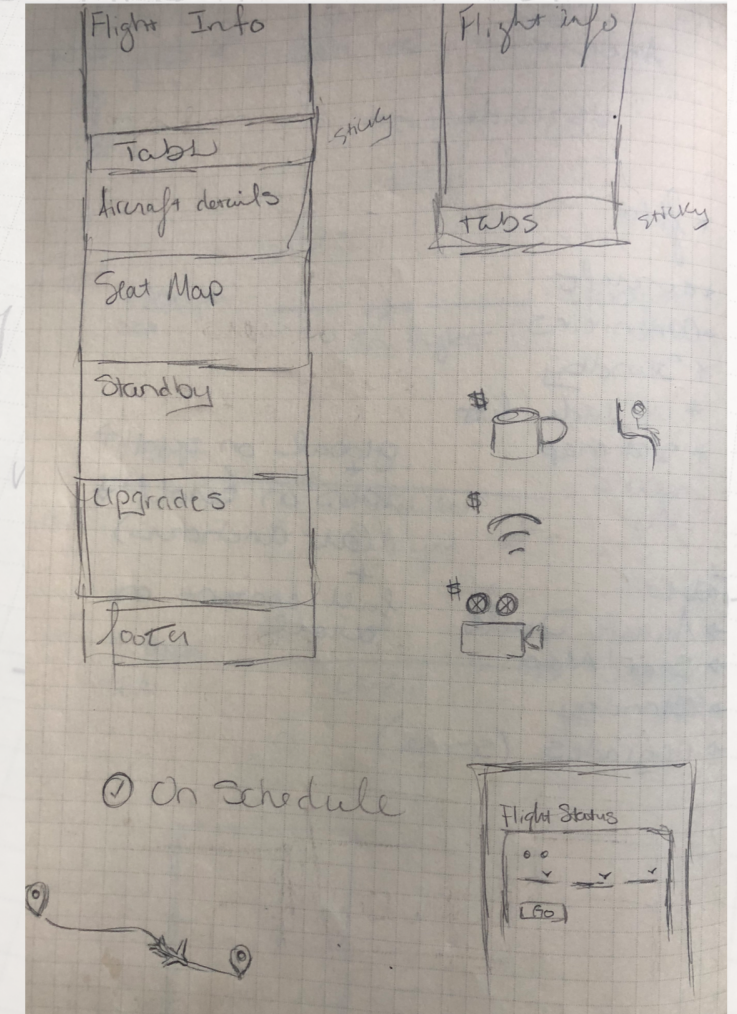 Flight Info
Tabs
sticky
Aircraft details
Seat Map
Standby
Upgrades
footer
Flight info
tabs
sticky
$
$
$
On Schedule
Flight Status
Go